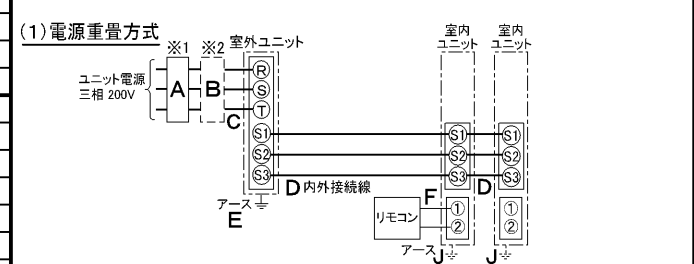 (1)電源重畳方式
※1 ※2 室外ユニット
室内ユニット 室内ユニット
ユニット電源
三相 200V
A B
R
S
T
C
S1 S1 S1
S2 S2 S2
S3 S3 S3
D 内外接続線 D
アース
E
F
リモコン
① ①
② ②
アース J J